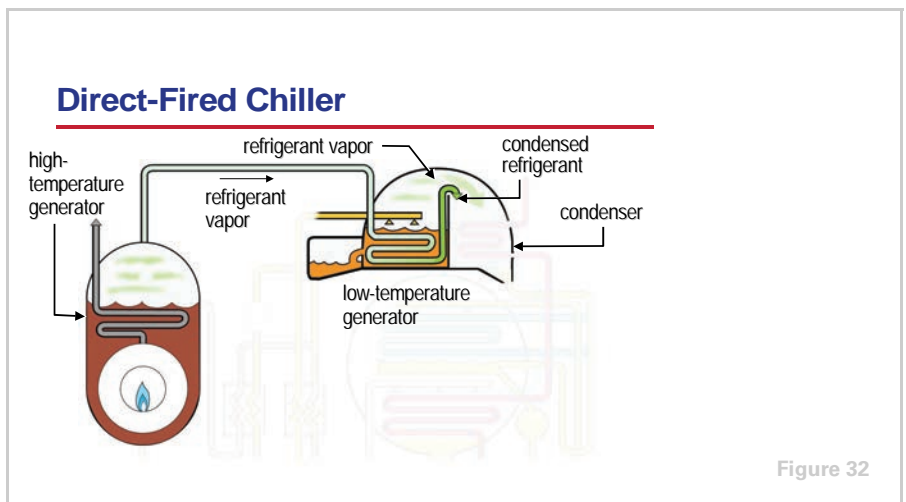 Direct-Fired Chiller
high-
temperature
generator
refrigerant vapor
refrigerant
vapor
condensed
refrigerant
condenser
low-temperature
generator
Figure 32